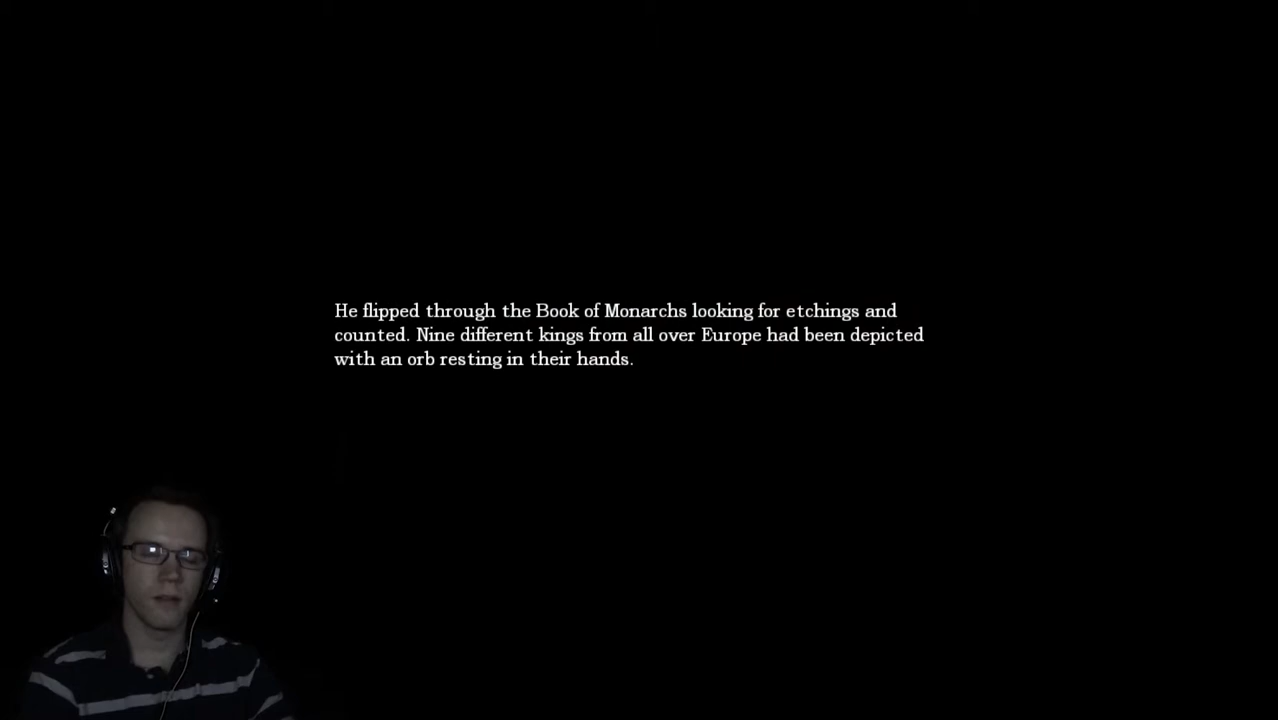 He flipped through the Book of Monarchs looking for etchings and
counted. Nine different kings from all over Europe had been depicted
with an orb resting in their hands.